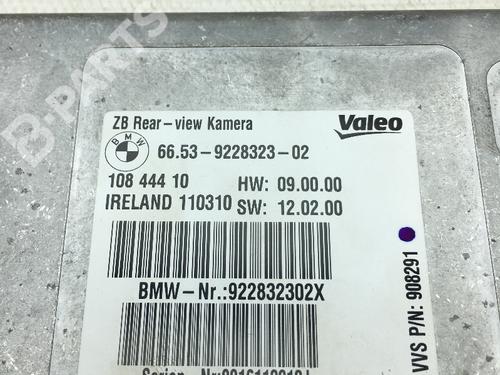 B-PARTS
ZB Rear-view Kamera
Valeo
BMW
66.53-9228323-02
108 444 10 HW: 09.00.00
IRELAND 110310 SW: 12.02.00
BMW-Nr.:922832302X
VVS P/N: 908291